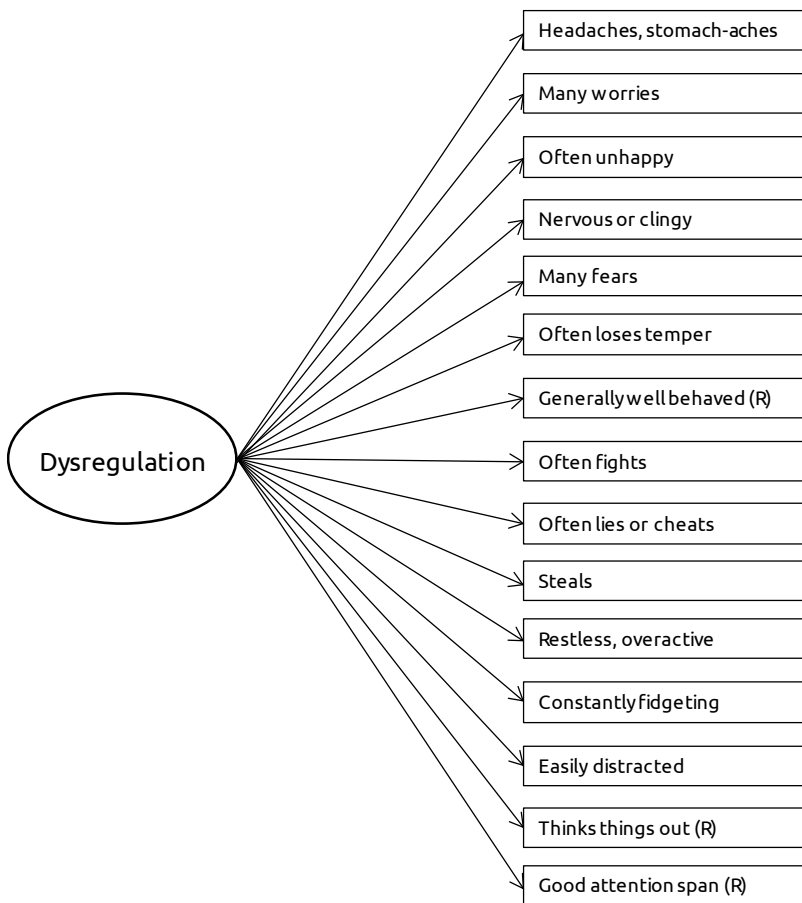 Headaches, stomach-aches
Many worries
Often unhappy
Nervous or clingy
Many fears
Often loses temper
Generally well behaved (R)
Dysregulation
Often fights
Often lies or cheats
Steals
Restless, overactive
Constantly fidgeting
Easily distracted
Thinks things out (R)
Good attention span (R)